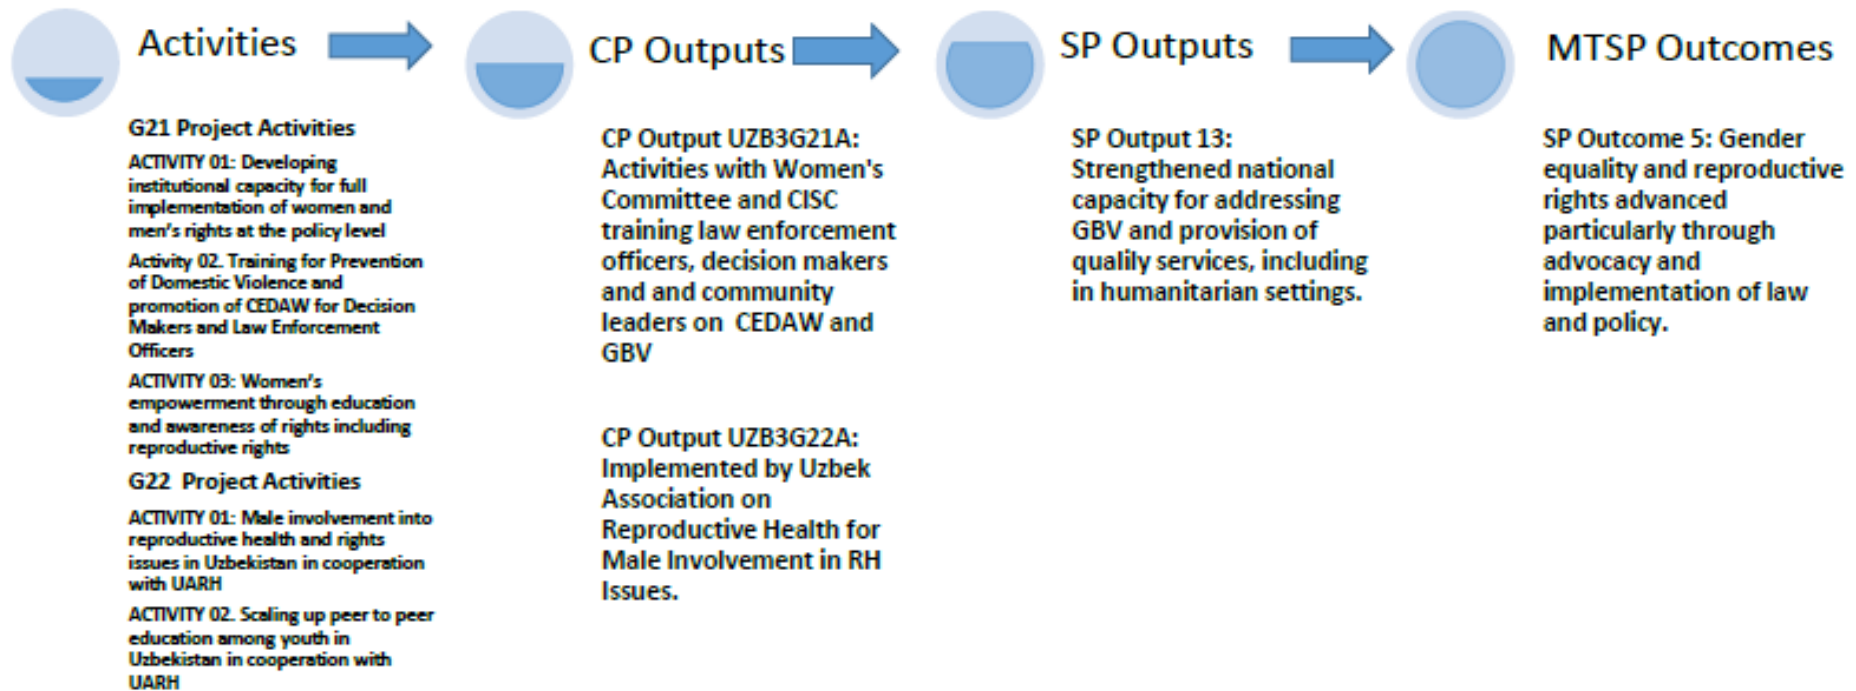 Activities
G21 Project Activities
ACTIVITY 01: Developing
institutional capacity for full
implementation of women and
men's rights at the policy level
Activity 02. Training for Prevention
of Domestic Violence and
promotion of CEDAW for Decision
Makers and Law Enforcement
Officers
ACTIVITY 03: Women's
empowerment through education
and awareness of rights including
reproductive rights
G22 Project Activities
ACTIVITY 01: Male involvement into
reproductive health and rights
issues in Uzbekistan in cooperation
with UARH
ACTIVITY 02. Scaling up peer to peer
education among youth in
Uzbekistan in cooperation with
UARH
CP Outputs
CP Output UZB3G21A:
Activities with Women's
Committee and CISC
training law enforcement
officers, decision makers
and and community
leaders on CEDAW and
GBV
CP Output UZB3G22A:
Implemented by Uzbek
Association on
Reproductive Health for
Male Involvement in RH
Issues.
SP Outputs
SP Output 13:
Strengthened national
capacity for addressing
GBV and provision of
qualily services, including
in humanitarian settings.
MTSP Outcomes
SP Outcome 5: Gender
equality and reproductive
rights advanced
particularly through
advocacy and
implementation of law
and policy.